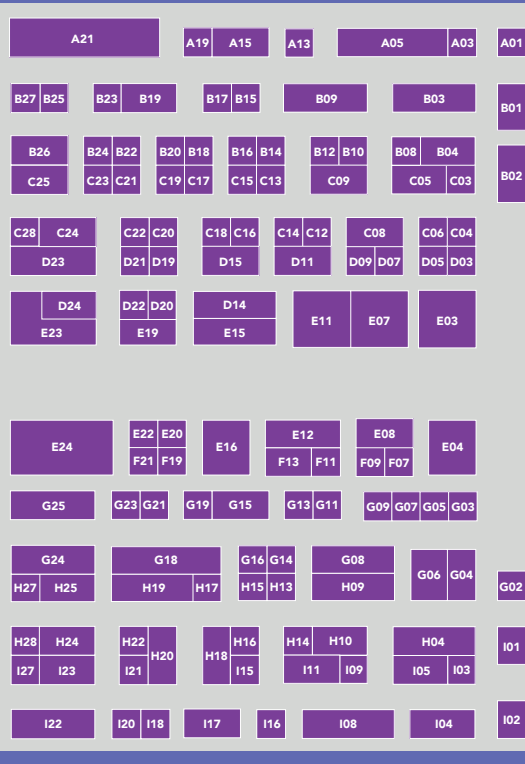 A21 A19 A15 A13 A05 A03 A01
B27 B25 B23 B19 B17 B15 B09 B03 B01
B26 B24 B22 B20 B18 B16 B14 B12 B10 B08 B04 B02
C25 C23 C21 C19 C17 C15 C13 C09 C05 C03
C28 C24 C22 C20 C18 C16 C14 C12 C08 C06 C04
D23 D21 D19 D15 D11 D09 D07 D05 D03
D24 D22 D20 D14 E11 E07 E03
E23 E19 E15
E24 E22 E20 E16 E12 E08 E04
F21 F19 F13 F11 F09 F07
G25 G23 G21 G19 G15 G13 G11 G09 G07 G05 G03
G24 G18 G16 G14 G08 G06 G04 G02
H27 H25 H19 H17 H15 H13 H09
H28 H24 H22 H20 H18 H16 H14 H10 H04 I01
I27 I23 I21 I15 I11 I09 I05 I03
I22 I20 I18 I17 I16 I08 I04 I02